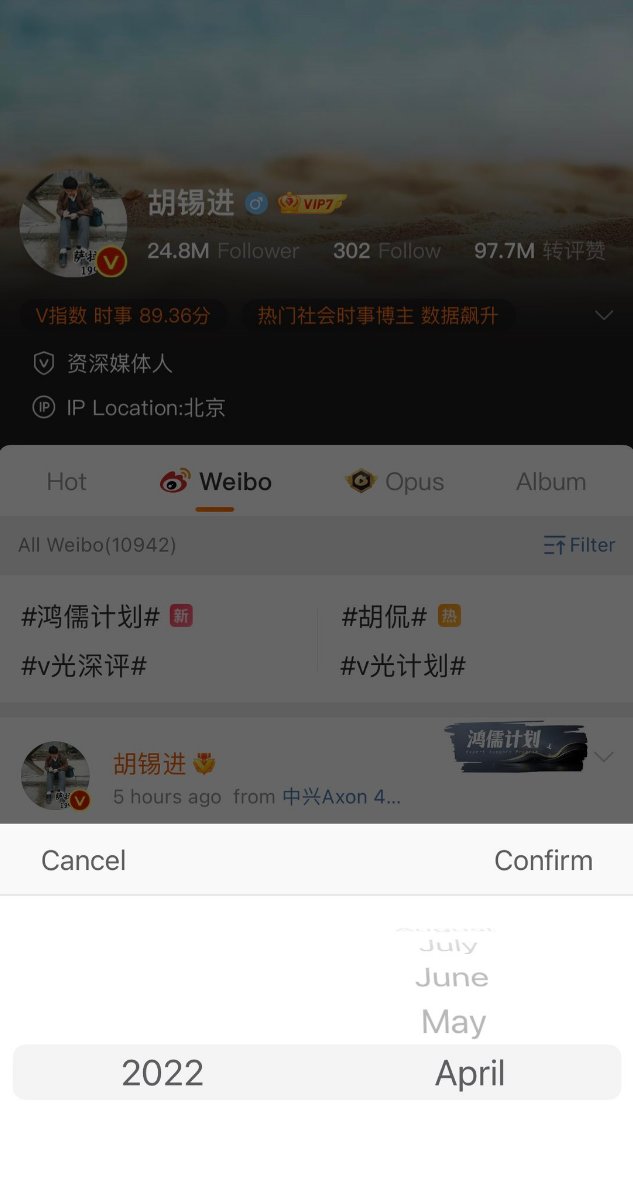 胡锡进 VIP7
24.8M Follower 302 Follow 97.7M 转评赞
V指数 时事 89.36分 热门社会时事博主 数据飙升
资深媒体人
IP IP Location:北京
Hot Weibo Opus Album
All Weibo(10942) Filter
#鸿儒计划# 新 #胡侃# 热
#v光深评# #v光计划#
鸿儒计划
胡锡进
5 hours ago from 中兴Axon 4...
Cancel Confirm
July
June
May
2022 April